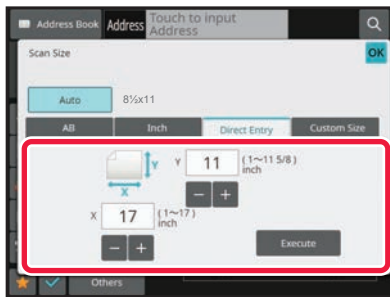 Address Book
Address
Touch to input Address
Scan Size
OK
Auto
8½x11
AB
Inch
Direct Entry
Custom Size
Y
Y 11 (1~11 5/8) inch
X
X 17 (1~17) inch
Execute
Others